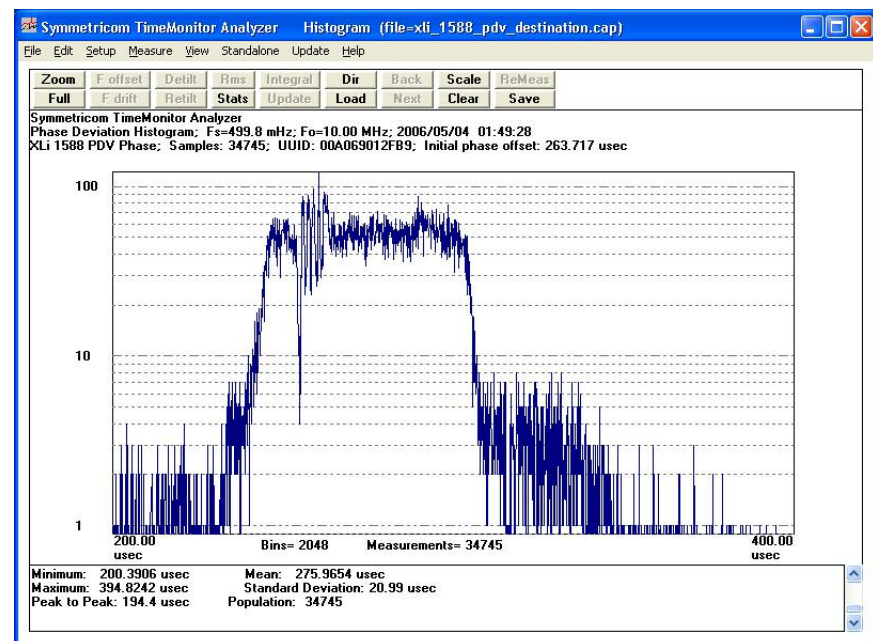 Symmetricom TimeMonitor Analyzer Histogram (file=xli_1588_pdv_destination.cap)
File Edit Setup Measure View Standalone Update Help
Zoom F offset Detilt Rms Integral Dir Back Scale ReMeas
Full F drift Retilt Stats Update Load Next Clear Save
Symmetricom TimeMonitor Analyzer
Phase Deviation Histogram; Fs=499.8 mHz; Fo=10.00 MHz; 2006/05/04 01:49:28
XLi 1588 PDV Phase; Samples: 34745; UUID: 00A069012FB9; Initial phase offset: 263.717 usec
100
10
1
200.00 Bins= 2048 Measurements= 34745 400.00
usec usec
Minimum: 200.3906 usec Mean: 275.9654 usec
Maximum: 394.8242 usec Standard Deviation: 20.99 usec
Peak to Peak: 194.4 usec Population: 34745